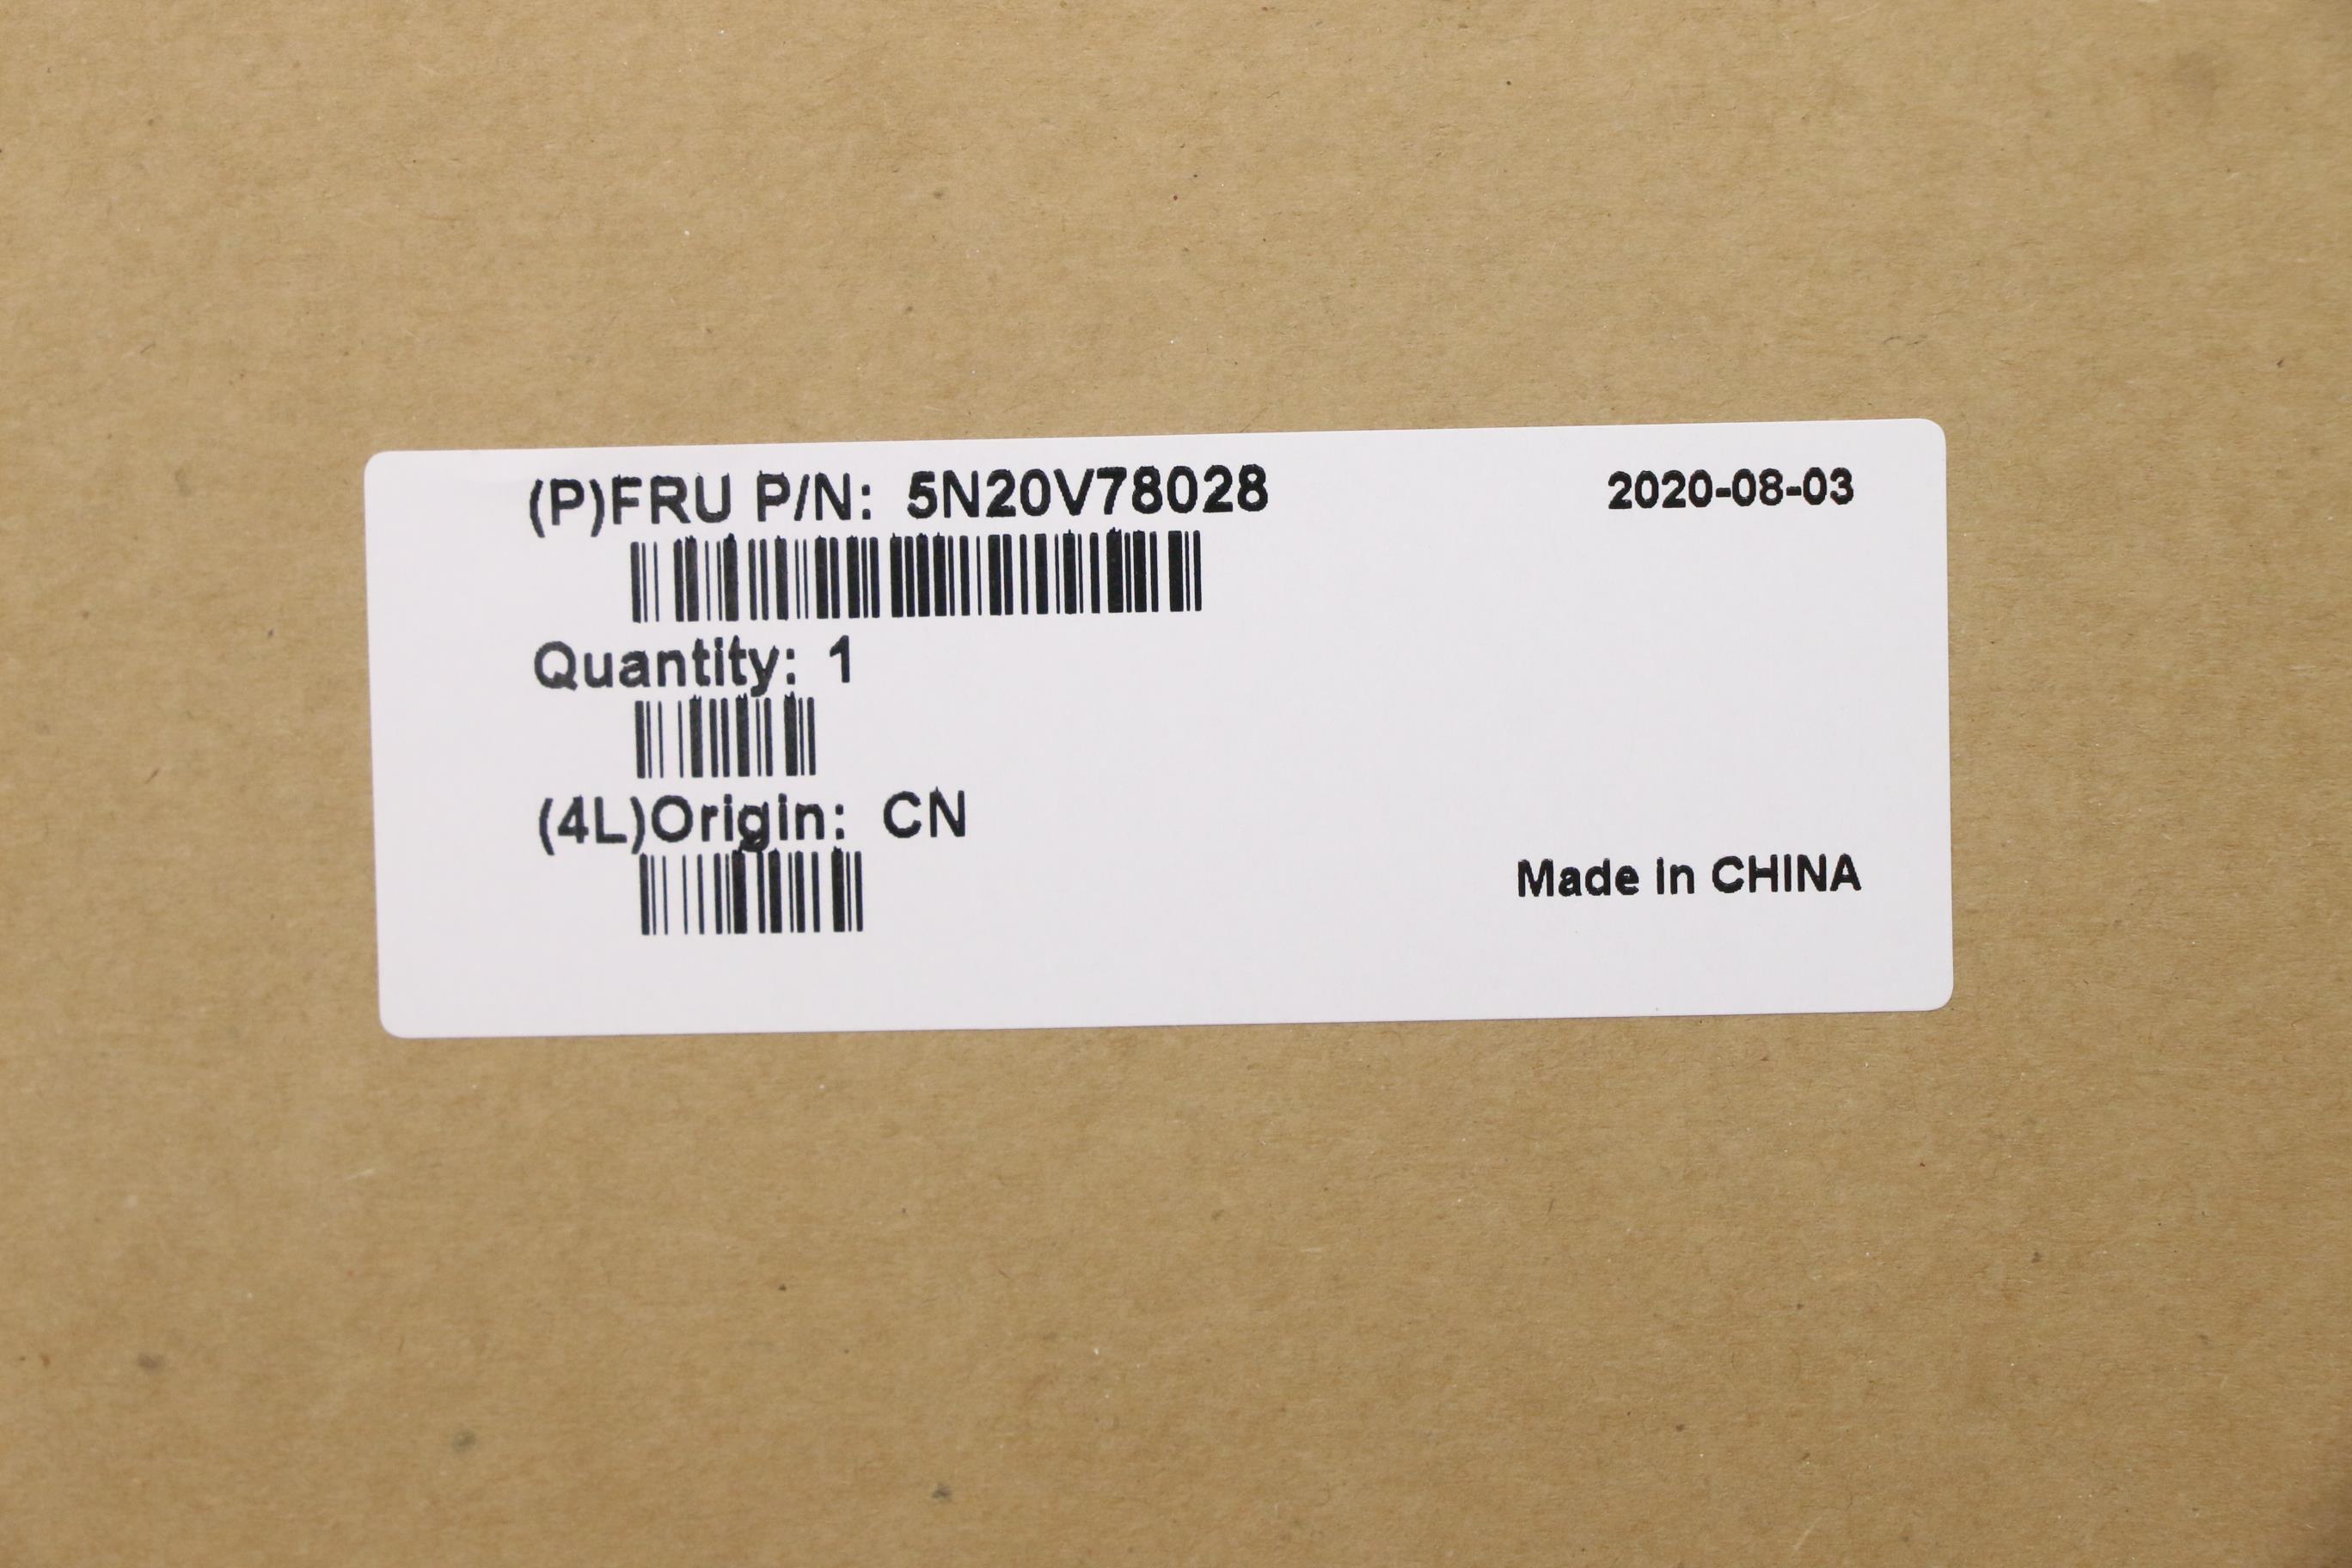 (P)FRU P/N: 5N20V78028
2020-08-03
Quantity: 1
(4L)Origin: CN
Made in CHINA